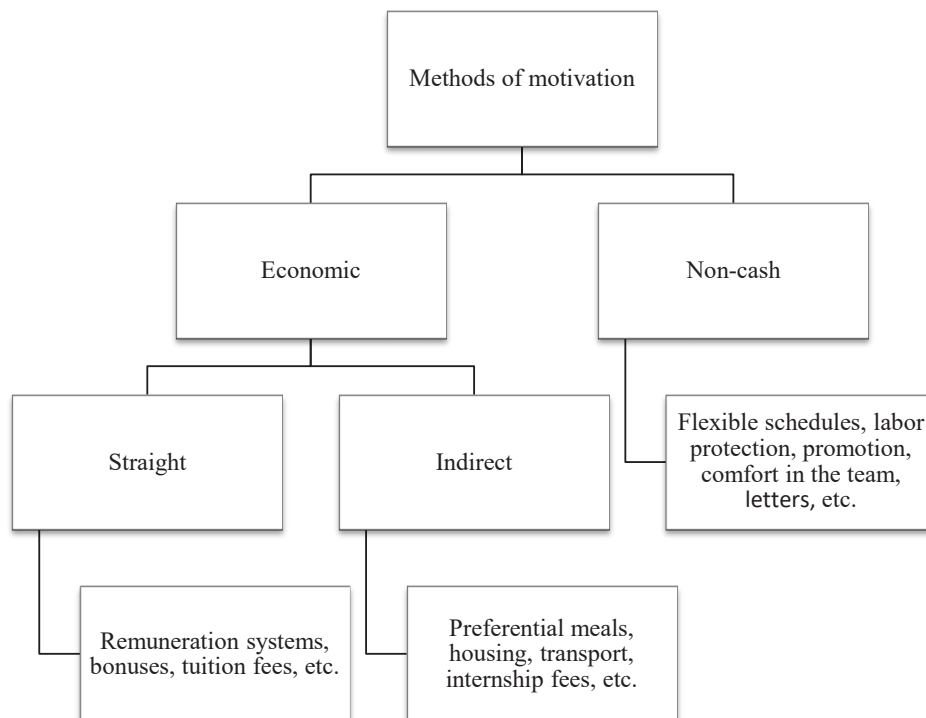 Methods of motivation
Economic
Non-cash
Straight
Indirect
Flexible schedules, labor
protection, promotion,
comfort in the team,
letters, etc.
Remuneration systems,
bonuses, tuition fees, etc.
Preferential meals,
housing, transport,
internship fees, etc.